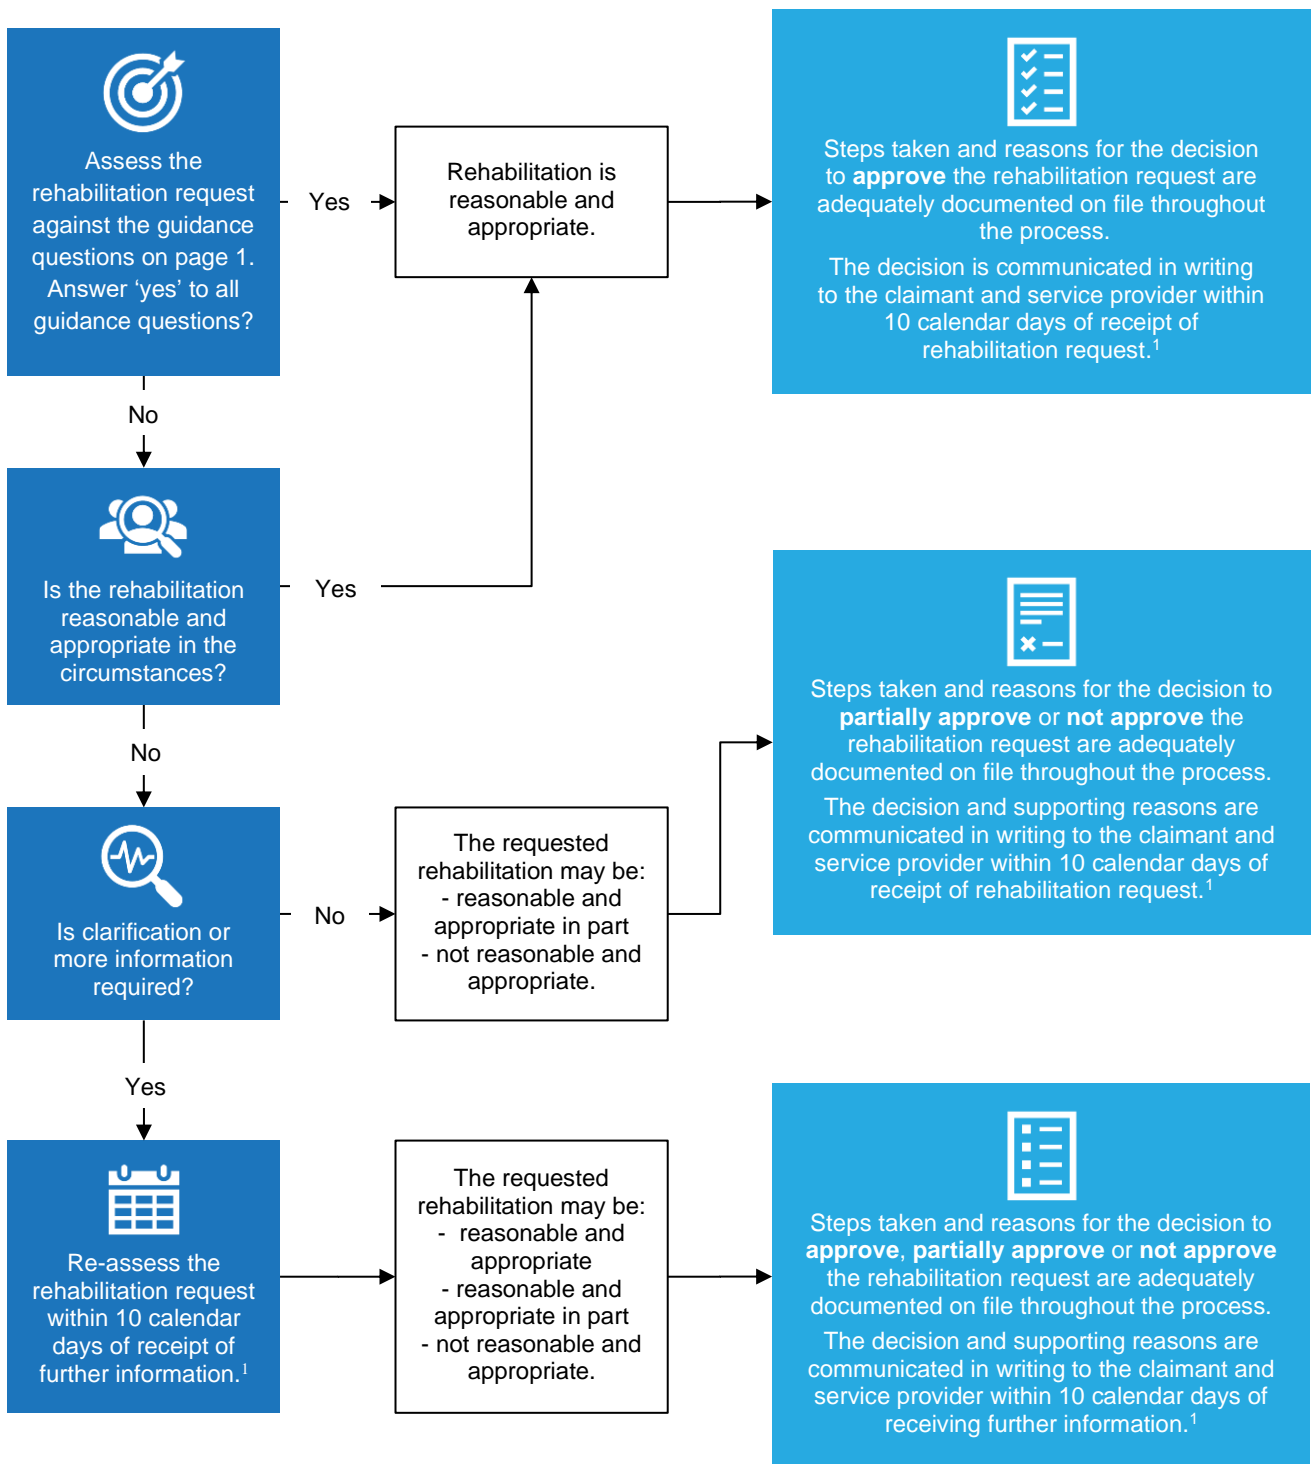 Assess the
rehabilitation request
against the guidance
questions on page 1.
Answer ‘yes’ to all
guidance questions?
Yes
Rehabilitation is
reasonable and
appropriate.
Steps taken and reasons for the decision
to approve the rehabilitation request are
adequately documented on file throughout
the process.
The decision is communicated in writing
to the claimant and service provider within
10 calendar days of receipt of
rehabilitation request.¹
No
Is the rehabilitation
reasonable and
appropriate in the
circumstances?
Yes
No
Is clarification or
more information
required?
No
The requested
rehabilitation may be:
- reasonable and
appropriate in part
- not reasonable and
appropriate.
Steps taken and reasons for the decision to
partially approve or not approve the
rehabilitation request are adequately
documented on file throughout the process.
The decision and supporting reasons are
communicated in writing to the claimant and
service provider within 10 calendar days of
receipt of rehabilitation request.¹
Yes
Re-assess the
rehabilitation request
within 10 calendar
days of receipt of
further information.¹
The requested
rehabilitation may be:
- reasonable and
appropriate
- reasonable and
appropriate in part
- not reasonable and
appropriate.
Steps taken and reasons for the decision to
approve, partially approve or not approve
the rehabilitation request are adequately
documented on file throughout the process.
The decision and supporting reasons are
communicated in writing to the claimant and
service provider within 10 calendar days of
receiving further information.¹